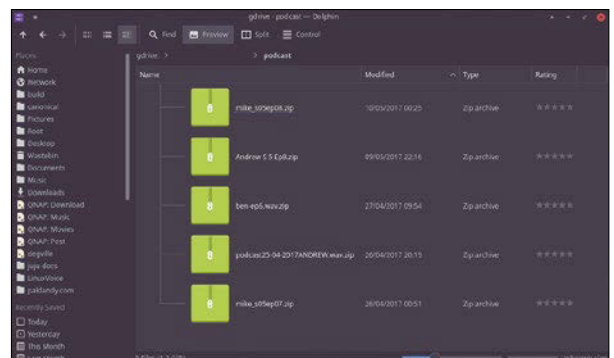 gdrive - podcast — Dolphin
Find Preview Split Control
gdrive > > podcast
Places
Home
Network
build
canonical
Pictures
Root
Desktop
Wastebin
Documents
Music
Downloads
QNAP: Download
QNAP: Music
QNAP: Movies
QNAP: Post
dogville
juju-docs
LinuxVoice
paklandy.com
Recently Saved
Today
Yesterday
This Month
Name Modified Type Rating
mike_s05ep08.zip 10/05/2017 00:25 Zip archive
Andrew 5.5 Ep8.zip 09/05/2017 22:16 Zip archive
ben-ep6.wav.zip 27/04/2017 09:54 Zip archive
podcast25-04-2017ANDREW.wav.zip 26/04/2017 20:15 Zip archive
mike_s05ep07.zip 26/04/2017 00:51 Zip archive